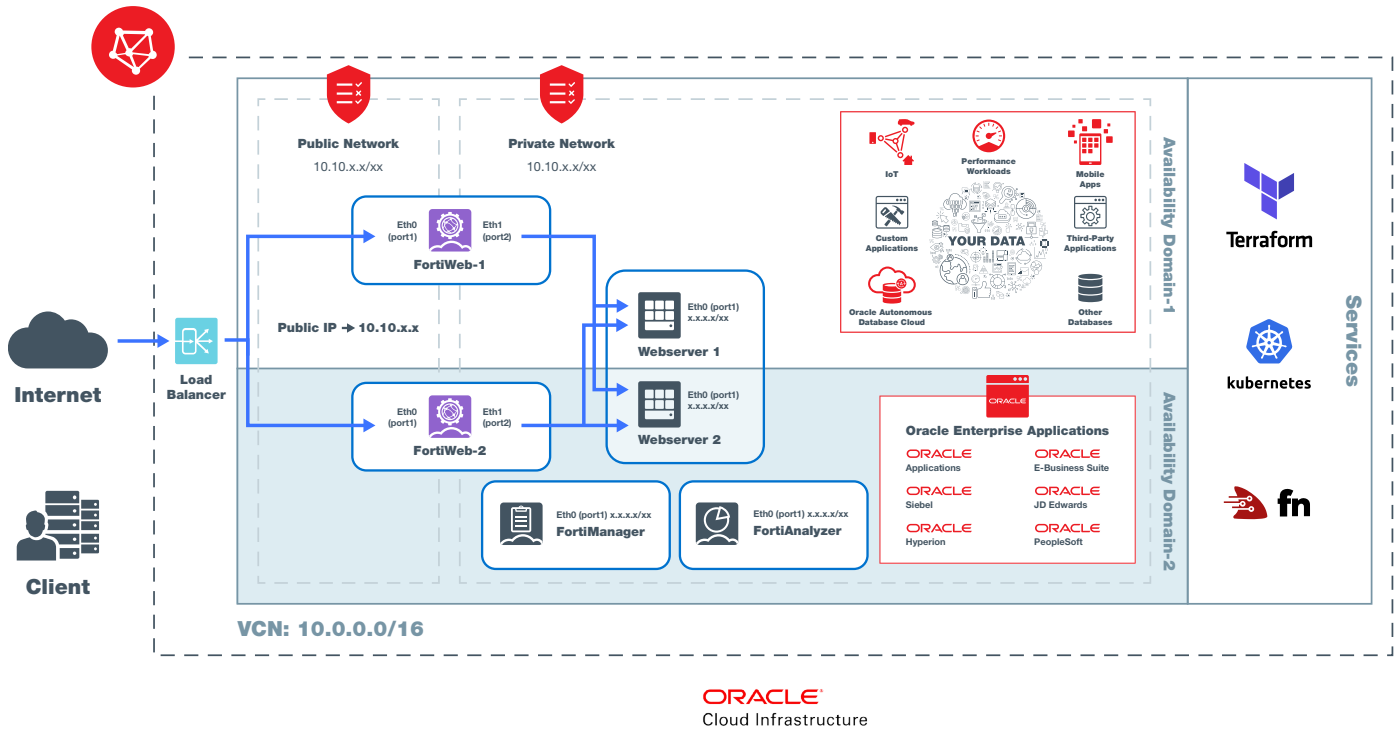 Public Network
10.10.x.x/xx
Private Network
10.10.x.x/xx
Eth0
(port1)
Eth1
(port2)
FortiWeb-1
Public IP ➔ 10.10.x.x
Internet
Load
Balancer
Eth0 (port1)
x.x.x.x/xx
Webserver 1
Eth0 (port1)
x.x.x.x/xx
Webserver 2
Eth0
(port1)
Eth1
(port2)
FortiWeb-2
Client
Eth0 (port1) x.x.x.x/xx
FortiManager
Eth0 (port1) x.x.x.x/xx
FortiAnalyzer
IoT
Performance
Workloads
Mobile
Apps
Custom
Applications
YOUR DATA
Third-Party
Applications
Oracle Autonomous
Database Cloud
Other
Databases
Availability Domain-1
ORACLE
Oracle Enterprise Applications
ORACLE
Applications
ORACLE
E-Business Suite
ORACLE
Siebel
ORACLE
JD Edwards
ORACLE
Hyperion
ORACLE
PeopleSoft
Availability Domain-2
Terraform
kubernetes
fn
Services
VCN: 10.0.0.0/16
ORACLE®
Cloud Infrastructure